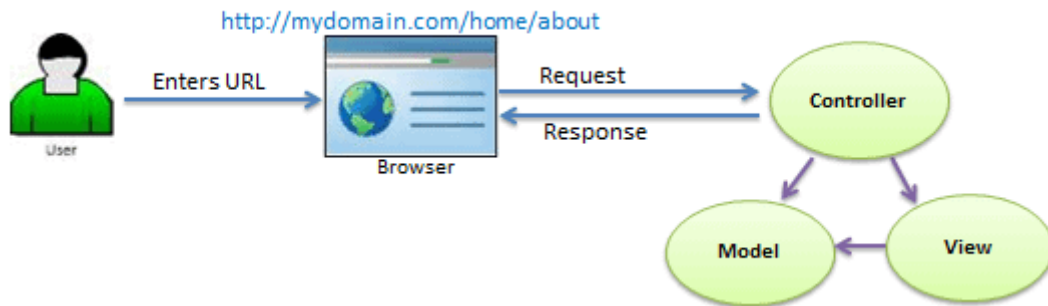 http://mydomain.com/home/about
Enters URL
Request
Response
Controller
User
Browser
Model
View